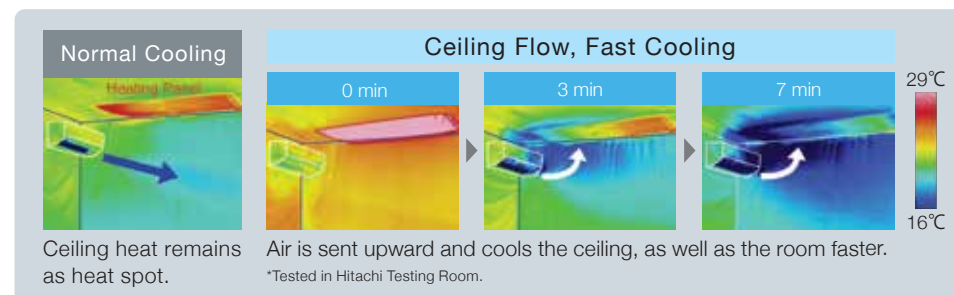 Normal Cooling
Ceiling Flow, Fast Cooling
Heating Panel
0 min
3 min
7 min
29℃
16℃
Ceiling heat remains
as heat spot.
Air is sent upward and cools the ceiling, as well as the room faster.
*Tested in Hitachi Testing Room.